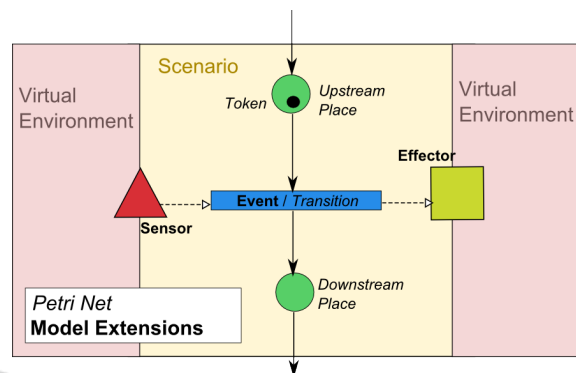 Scenario
Virtual
Environment
Virtual
Environment
Token
Upstream
Place
Effector
Event / Transition
Sensor
Downstream
Place
Petri Net
Model Extensions